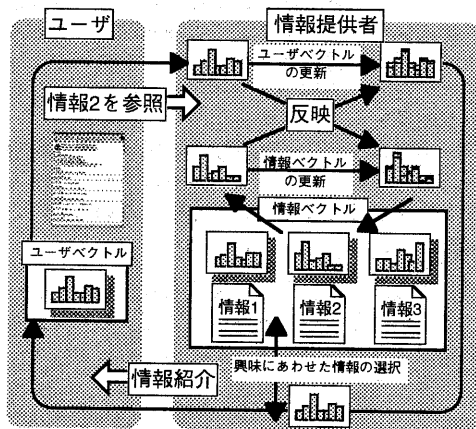 ユーザ
情報提供者
ユーザベクトル
の更新
情報2を参照
反映
情報ベクトル
の更新
情報ベクトル
ユーザベクトル
情報1
情報2
情報3
興味にあわせた情報の選択
情報紹介